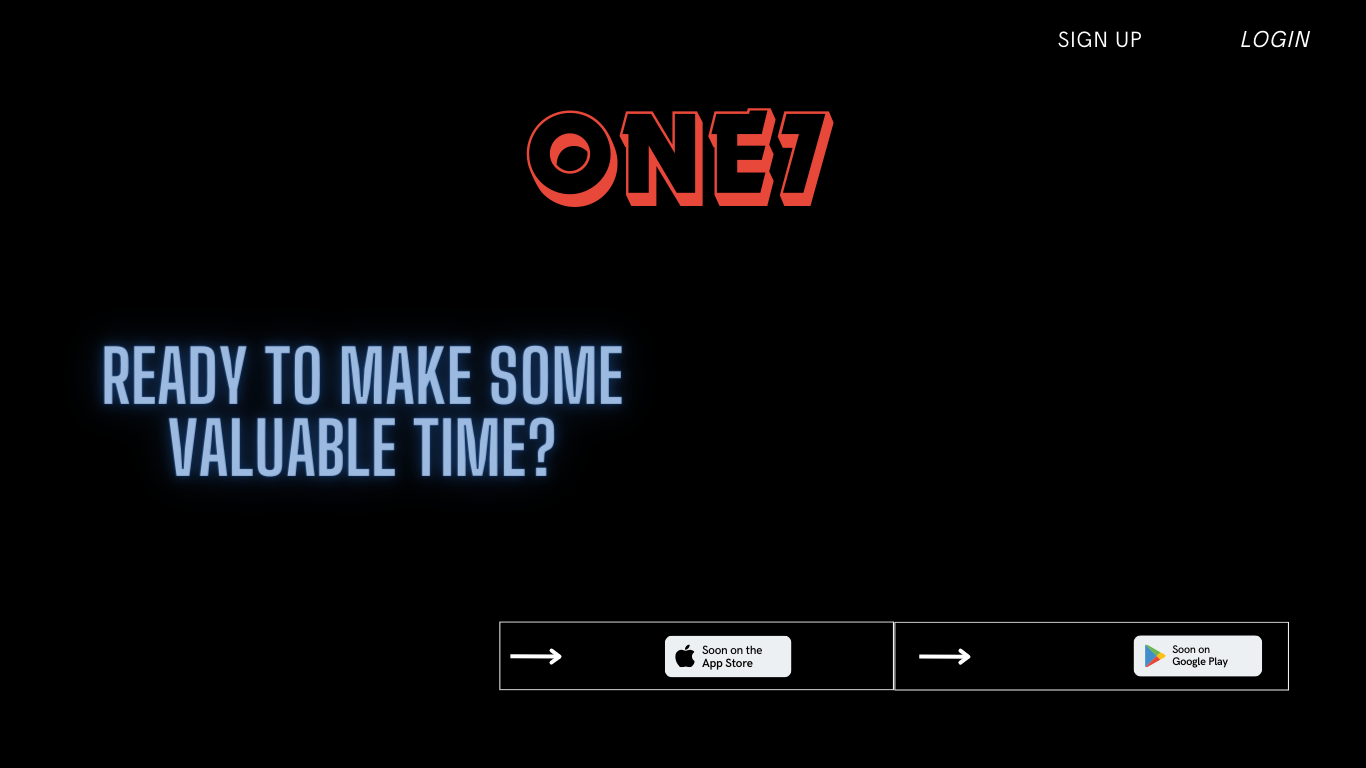 SIGN UP
LOGIN
ONE7
READY TO MAKE SOME
VALUABLE TIME?
Soon on the
App Store
Soon on
Google Play